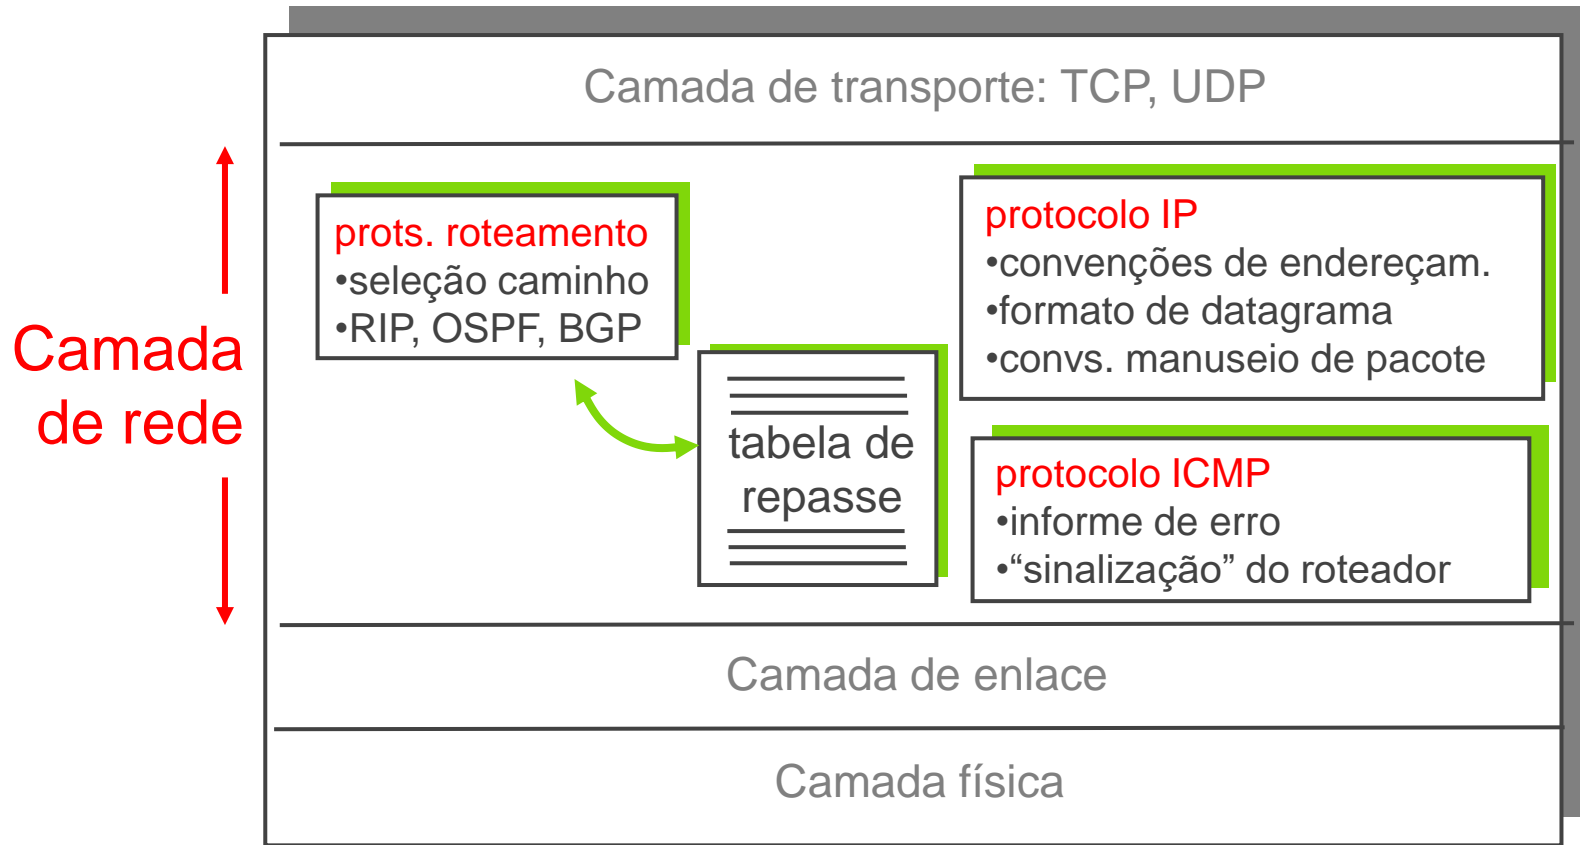 Camada de transporte: TCP, UDP
prots. roteamento
•seleção caminho
•RIP, OSPF, BGP
protocolo IP
•convenções de endereçam.
•formato de datagrama
•convs. manuseio de pacote
Camada
de rede
tabela de
repasse
protocolo ICMP
•informe de erro
•“sinalização” do roteador
Camada de enlace
Camada física